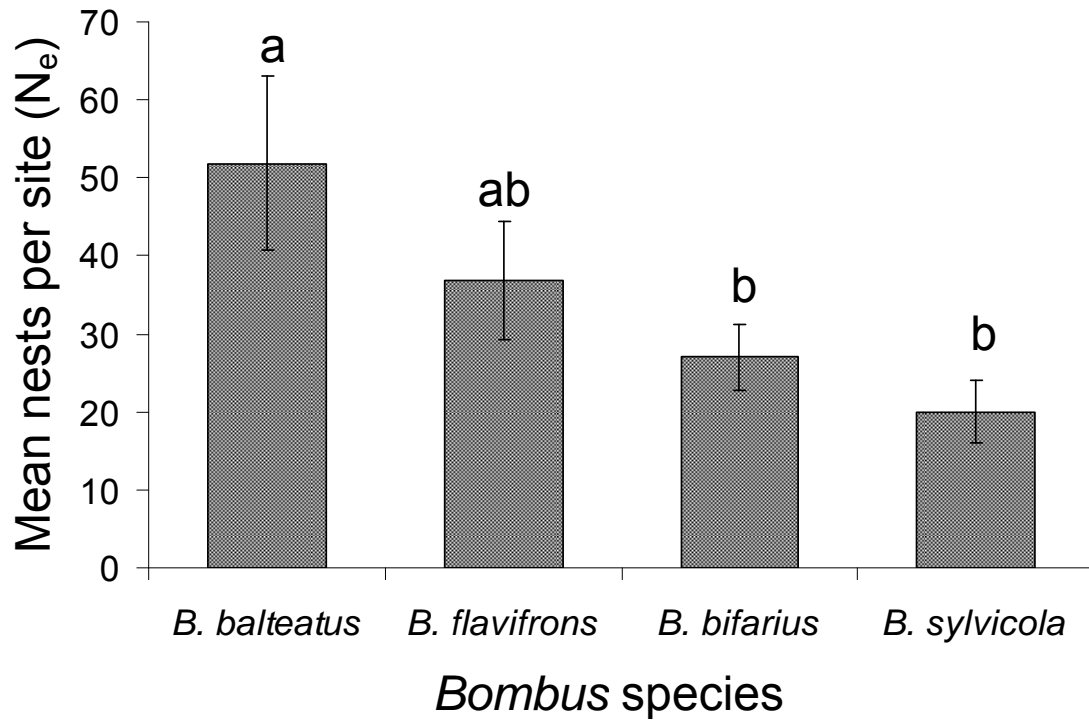 Mean nests per site (Ne)
70
60
50
40
30
20
10
0
a
ab
b
b
B. balteatus
B. flavifrons
B. bifarius
B. sylvicola
Bombus species